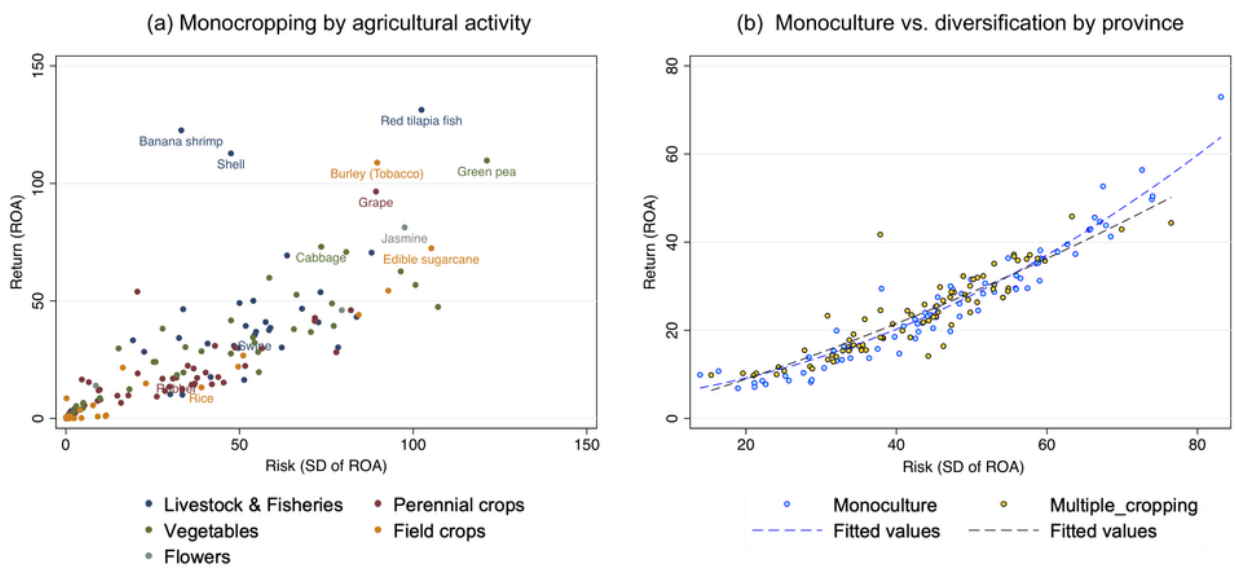 (a) Monocropping by agricultural activity
150
100
50
0
Return (ROA)
Red tilapia fish
Banana shrimp
Shell
Burley (Tobacco)
Green pea
Grape
Jasmine
Cabbage
Edible sugarcane
Swine
Rubber
Rice
0
50
100
150
Risk (SD of ROA)
Livestock & Fisheries
Perennial crops
Vegetables
Field crops
Flowers
(b) Monoculture vs. diversification by province
80
60
40
20
0
Return (ROA)
20
40
60
80
Risk (SD of ROA)
Monoculture
Multiple_cropping
Fitted values
Fitted values